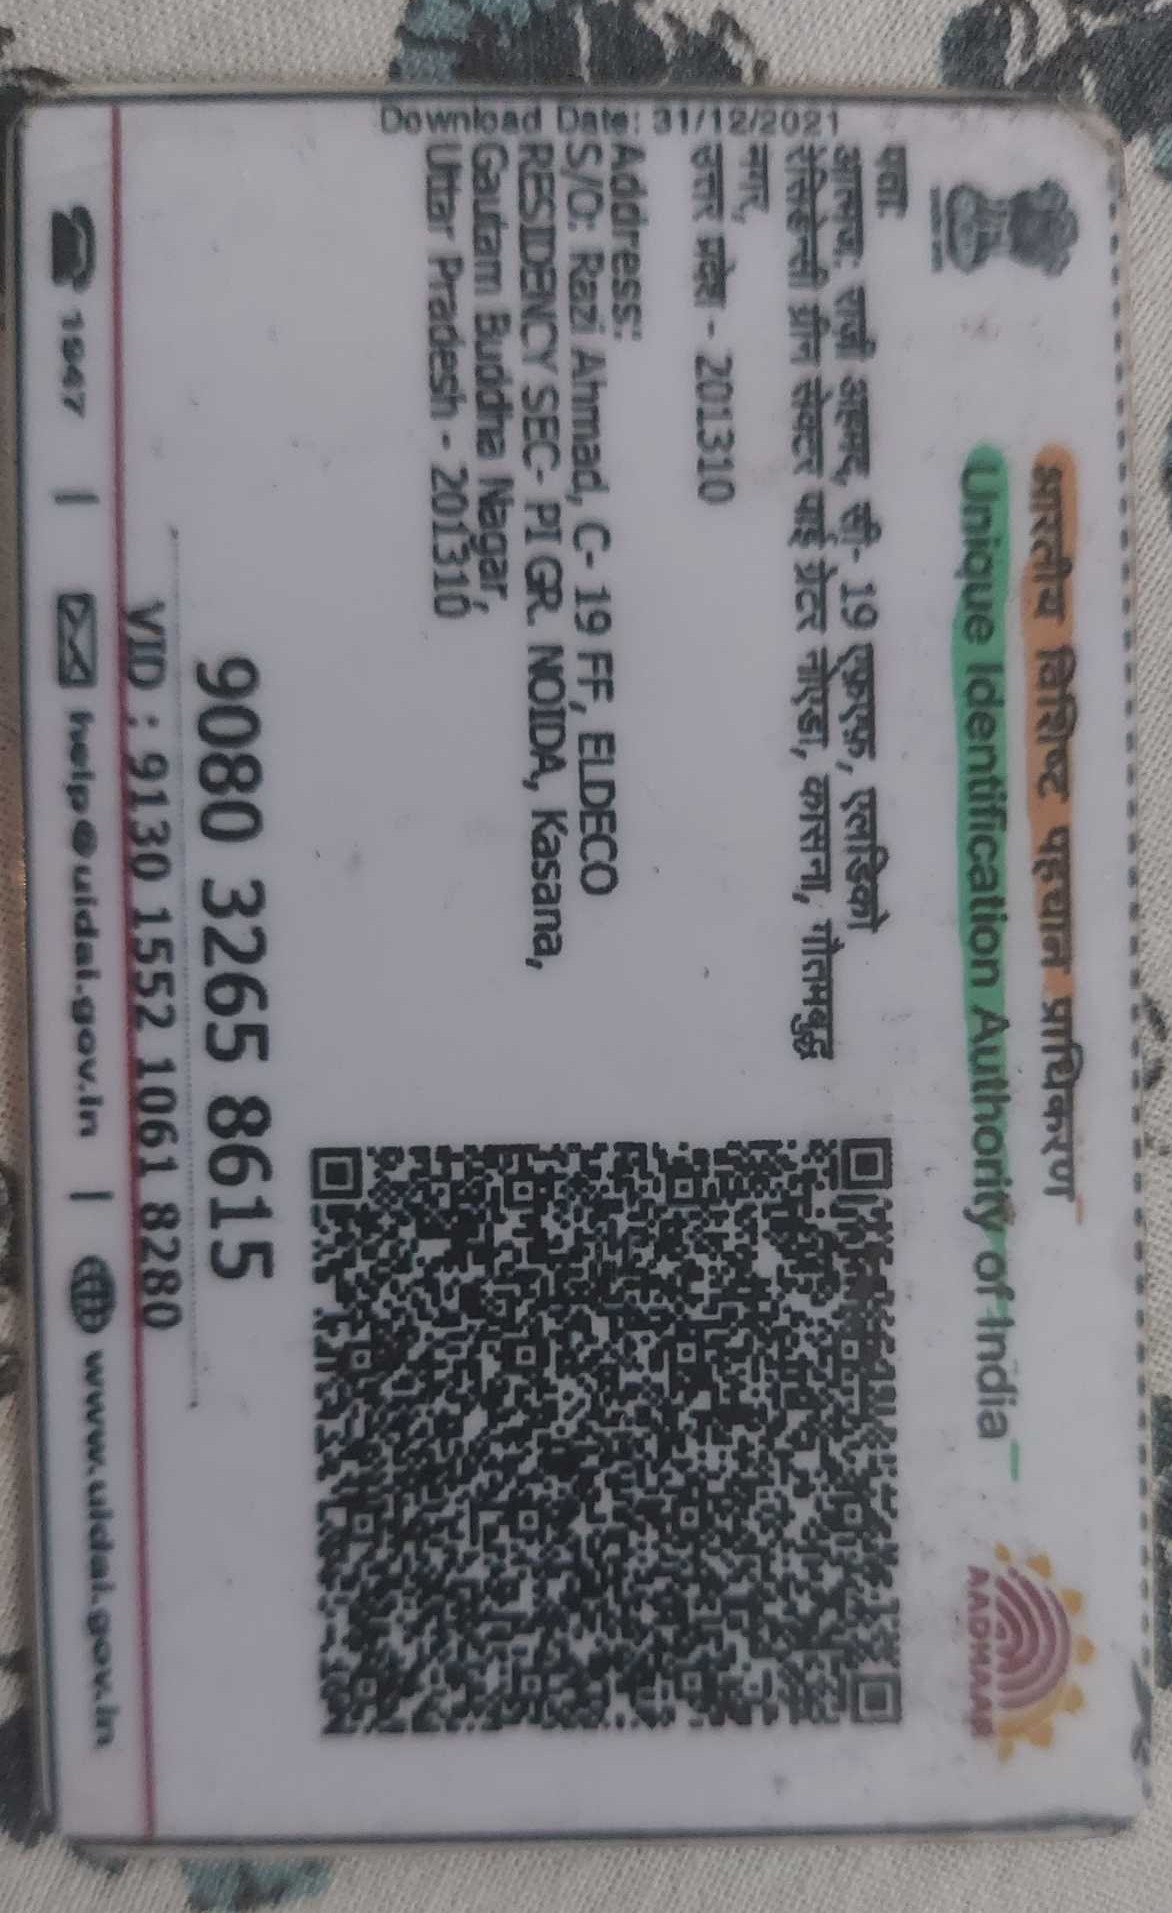 भारतीय विशिष्ट पहचान प्राधिकरण
Unique Identification Authority of India
AADHAAR
पता:
आत्मज: राजी अहमद, सी- 19 एफएफ, एलडिको
रेसिडेन्सी ग्रीन सेक्टर पाई ग्रेटर नोएडा, कासना, गौतमबुद्ध
नगर,
उत्तर प्रदेश - 201310
Address:
S/O: Razi Ahmad, C- 19 FF, ELDECO
RESIDENCY SEC- PI GR. NOIDA, Kasana,
Gautam Buddha Nagar,
Uttar Pradesh - 201310
Download Date: 31/12/2021
9080 3265 8615
VID : 9130 1552 1061 8280
1947 | help@uidai.gov.in | www.uidai.gov.in